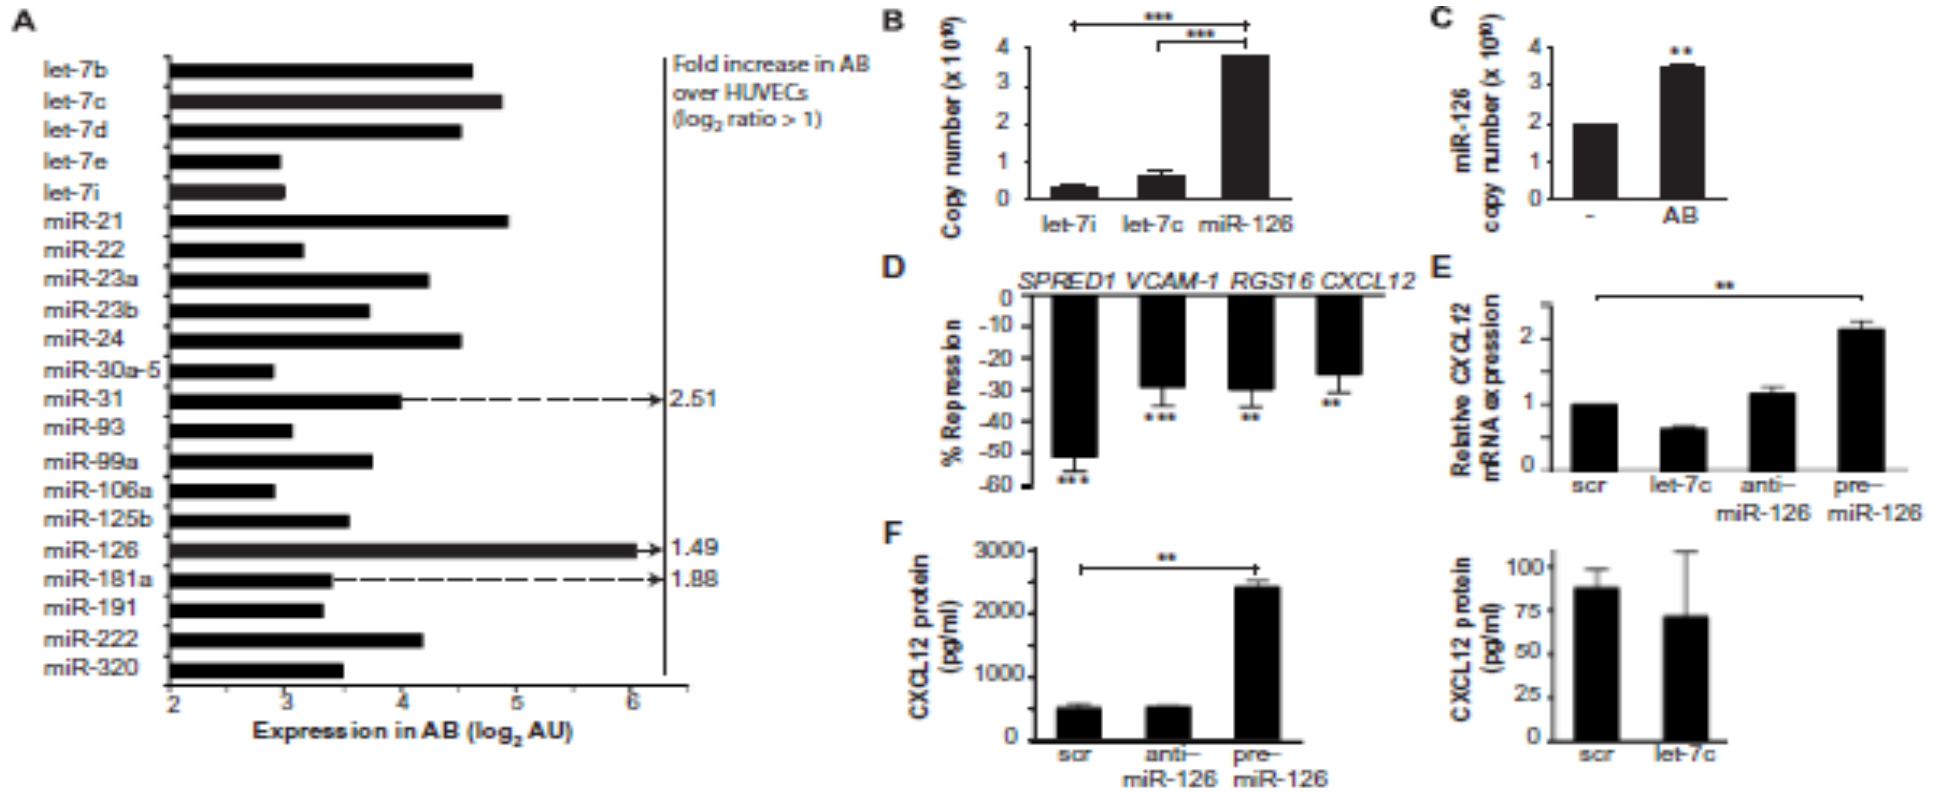 A
let-7b
let-7c
let-7d
let-7e
let-7i
miR-21
miR-22
miR-23a
miR-23b
miR-24
miR-30a-5
miR-31
miR-93
miR-99a
miR-106a
miR-125b
miR-126
miR-181a
miR-191
miR-222
miR-320
2 3 4 5 6
Expression in AB (log2 AU)
Fold increase in AB
over HUVECs
(log2 ratio > 1)
2.51
1.49
1.88
B
Copy number (x 10¹⁰)
4
3
2
1
0
***
***
let-7i let-7c miR-126
C
miR-126
copy number (x 10¹⁰)
4
3
2
1
0
**
- AB
D
SPRED1 VCAM-1 RGS16 CXCL12
% Repression
0
-10
-20
-30
-40
-50
-60
***
***
**
**
E
Relative CXCL12
mRNA expression
2
1
0
**
scr let-7c anti– pre–
miR-126 miR-126
F
CXCL12 protein
(pg/ml)
3000
2000
1000
0
**
scr anti– pre–
miR-126 miR-126
CXCL12 protein
(pg/ml)
100
75
50
25
0
scr let-7c